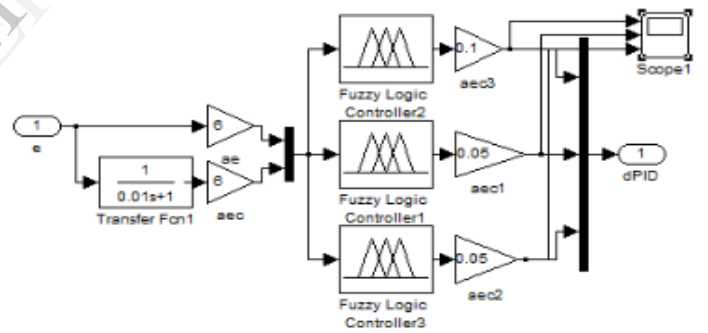 0.1
Fuzzy Logic
Controller2
aec3
Scope1
1
e
6
ae
1
0.01s+1
Transfer Fcn1
6
aec
Fuzzy Logic
Controller1
0.05
aec1
1
dPID
Fuzzy Logic
Controller3
0.05
aec2